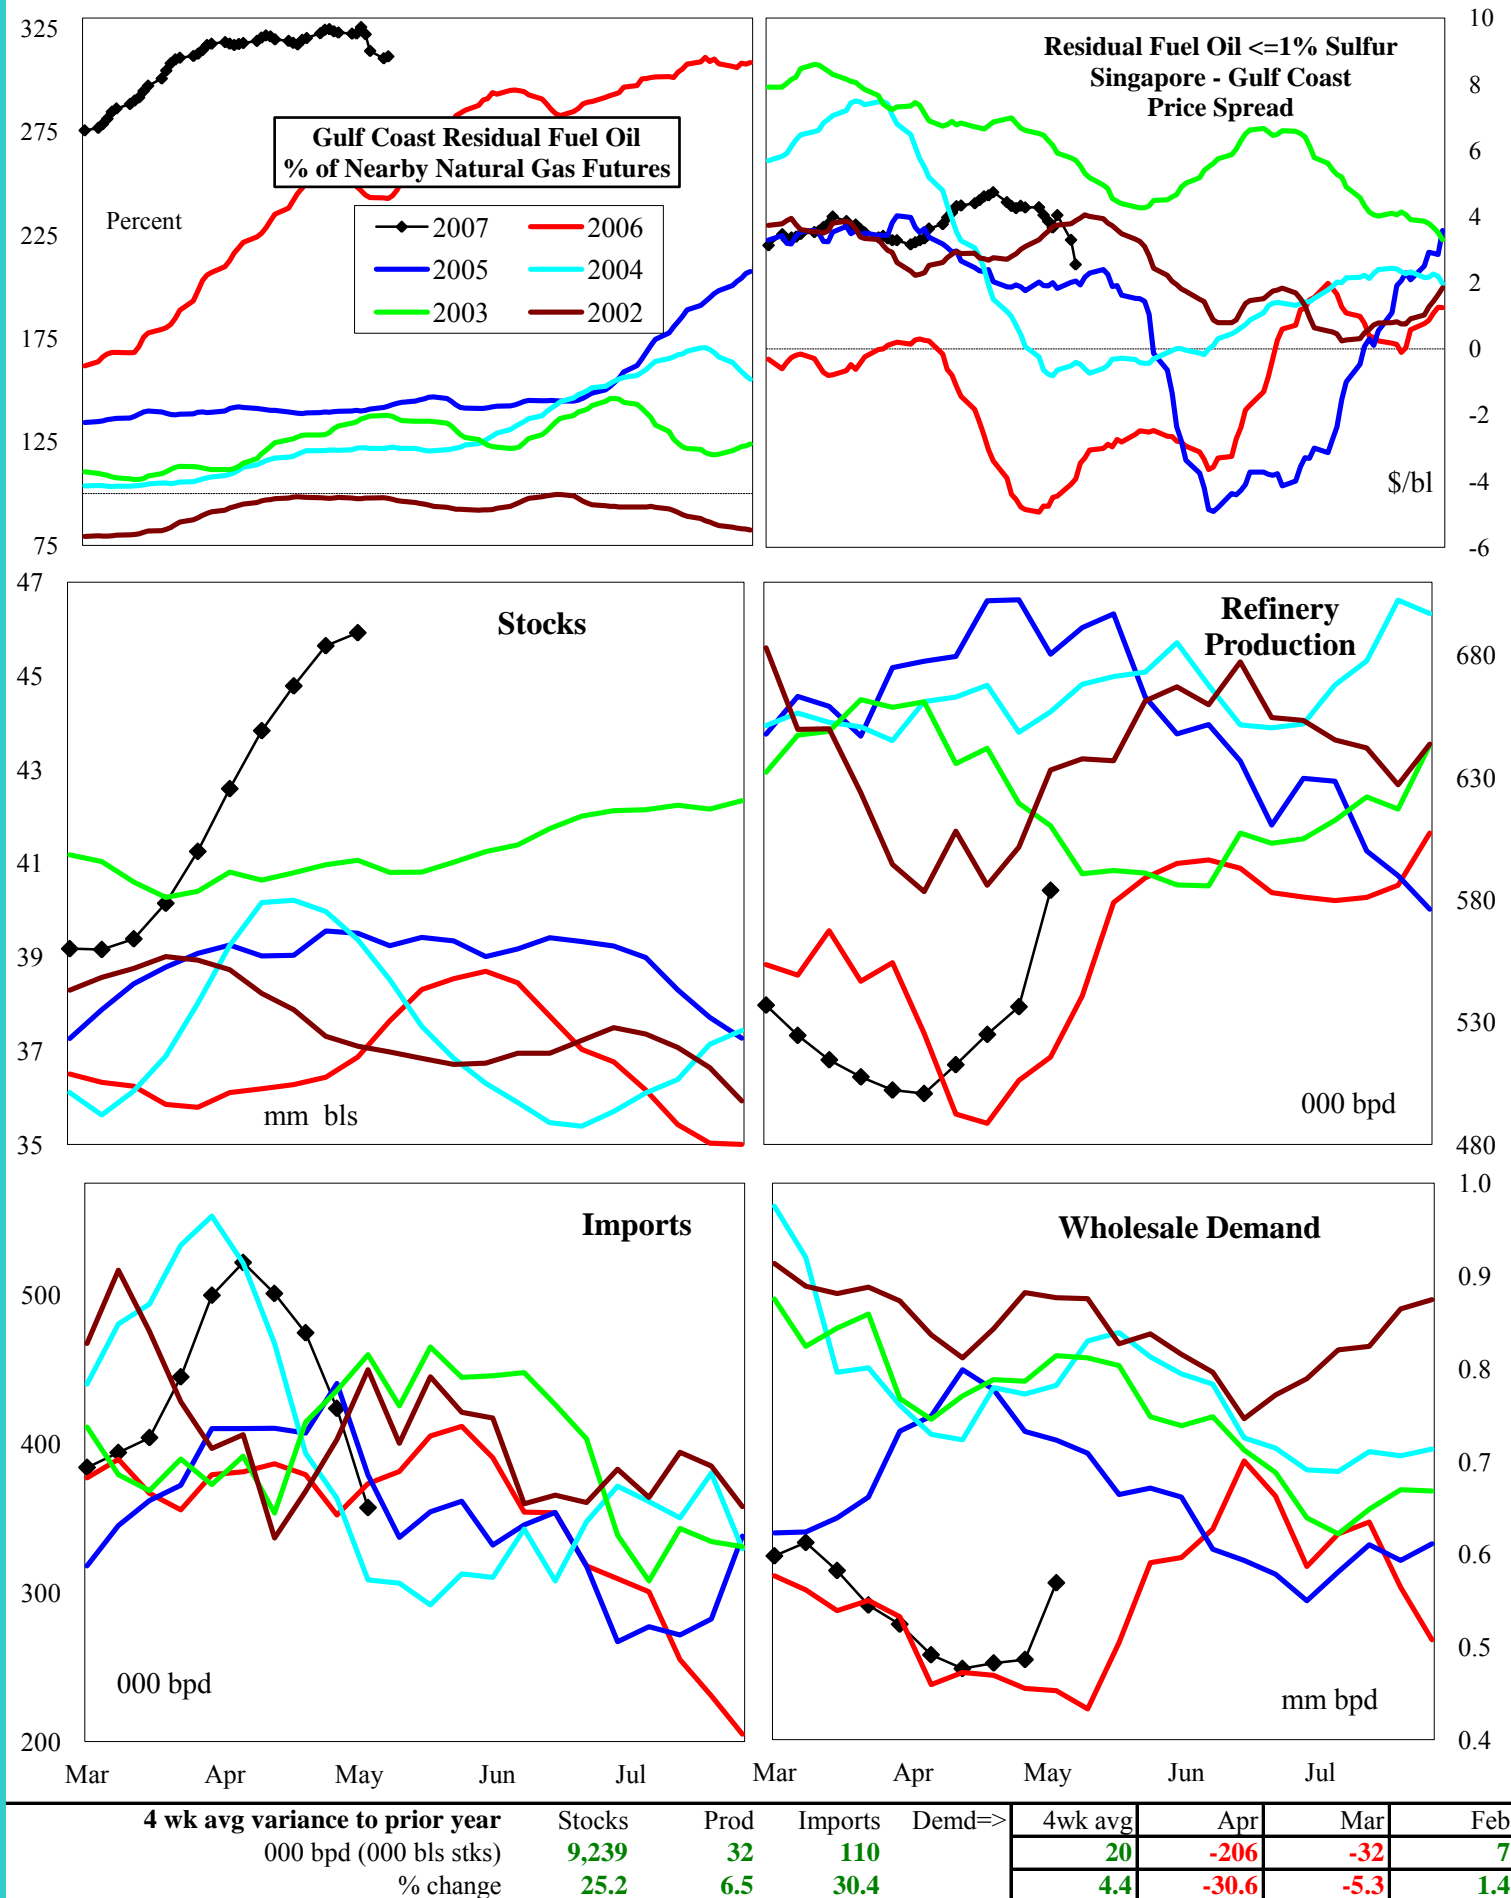 Gulf Coast Residual Fuel Oil
% of Nearby Natural Gas Futures
Percent
2007 2006
2005 2004
2003 2002
325
275
225
175
125
75
Residual Fuel Oil <=1% Sulfur
Singapore - Gulf Coast
Price Spread
$/bl
10
8
6
4
2
0
-2
-4
-6
Stocks
mm bls
47
45
43
41
39
37
35
Refinery
Production
000 bpd
680
630
580
530
480
Imports
000 bpd
500
400
300
200
Mar Apr May Jun Jul
Wholesale Demand
mm bpd
1.0
0.9
0.8
0.7
0.6
0.5
0.4
Mar Apr May Jun Jul
4 wk avg variance to prior year Stocks Prod Imports Demd=> 4wk avg Apr Mar Feb
000 bpd (000 bls stks) 9,239 32 110 20 -206 -32 7
% change 25.2 6.5 30.4 4.4 -30.6 -5.3 1.4